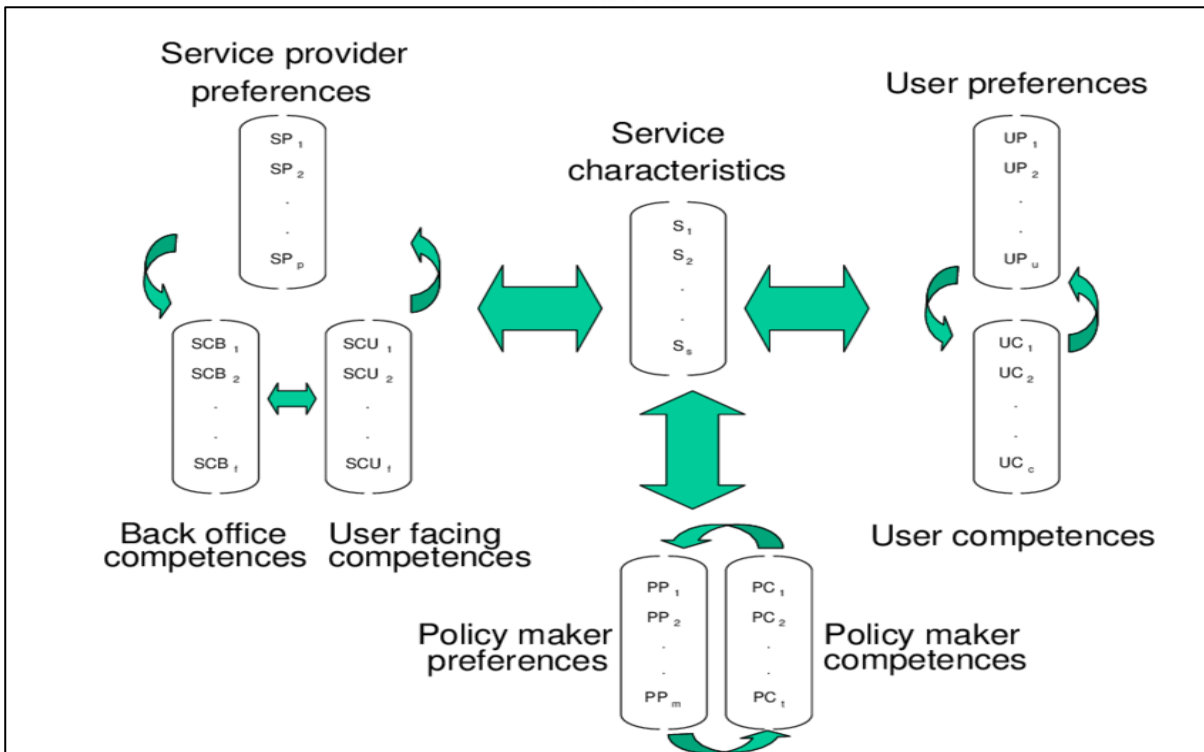 Service provider
preferences
SP 1
SP 2
.
.
SP p
SCB 1
SCB 2
.
.
SCB f
SCU 1
SCU 2
.
.
SCU f
Back office
competences
User facing
competences
Service
characteristics
S 1
S 2
.
.
S s
User preferences
UP 1
UP 2
.
.
UP u
UC 1
UC 2
.
.
UC c
User competences
Policy maker
preferences
PP 1
PP 2
.
.
PP m
PC 1
PC 2
.
.
PC t
Policy maker
competences